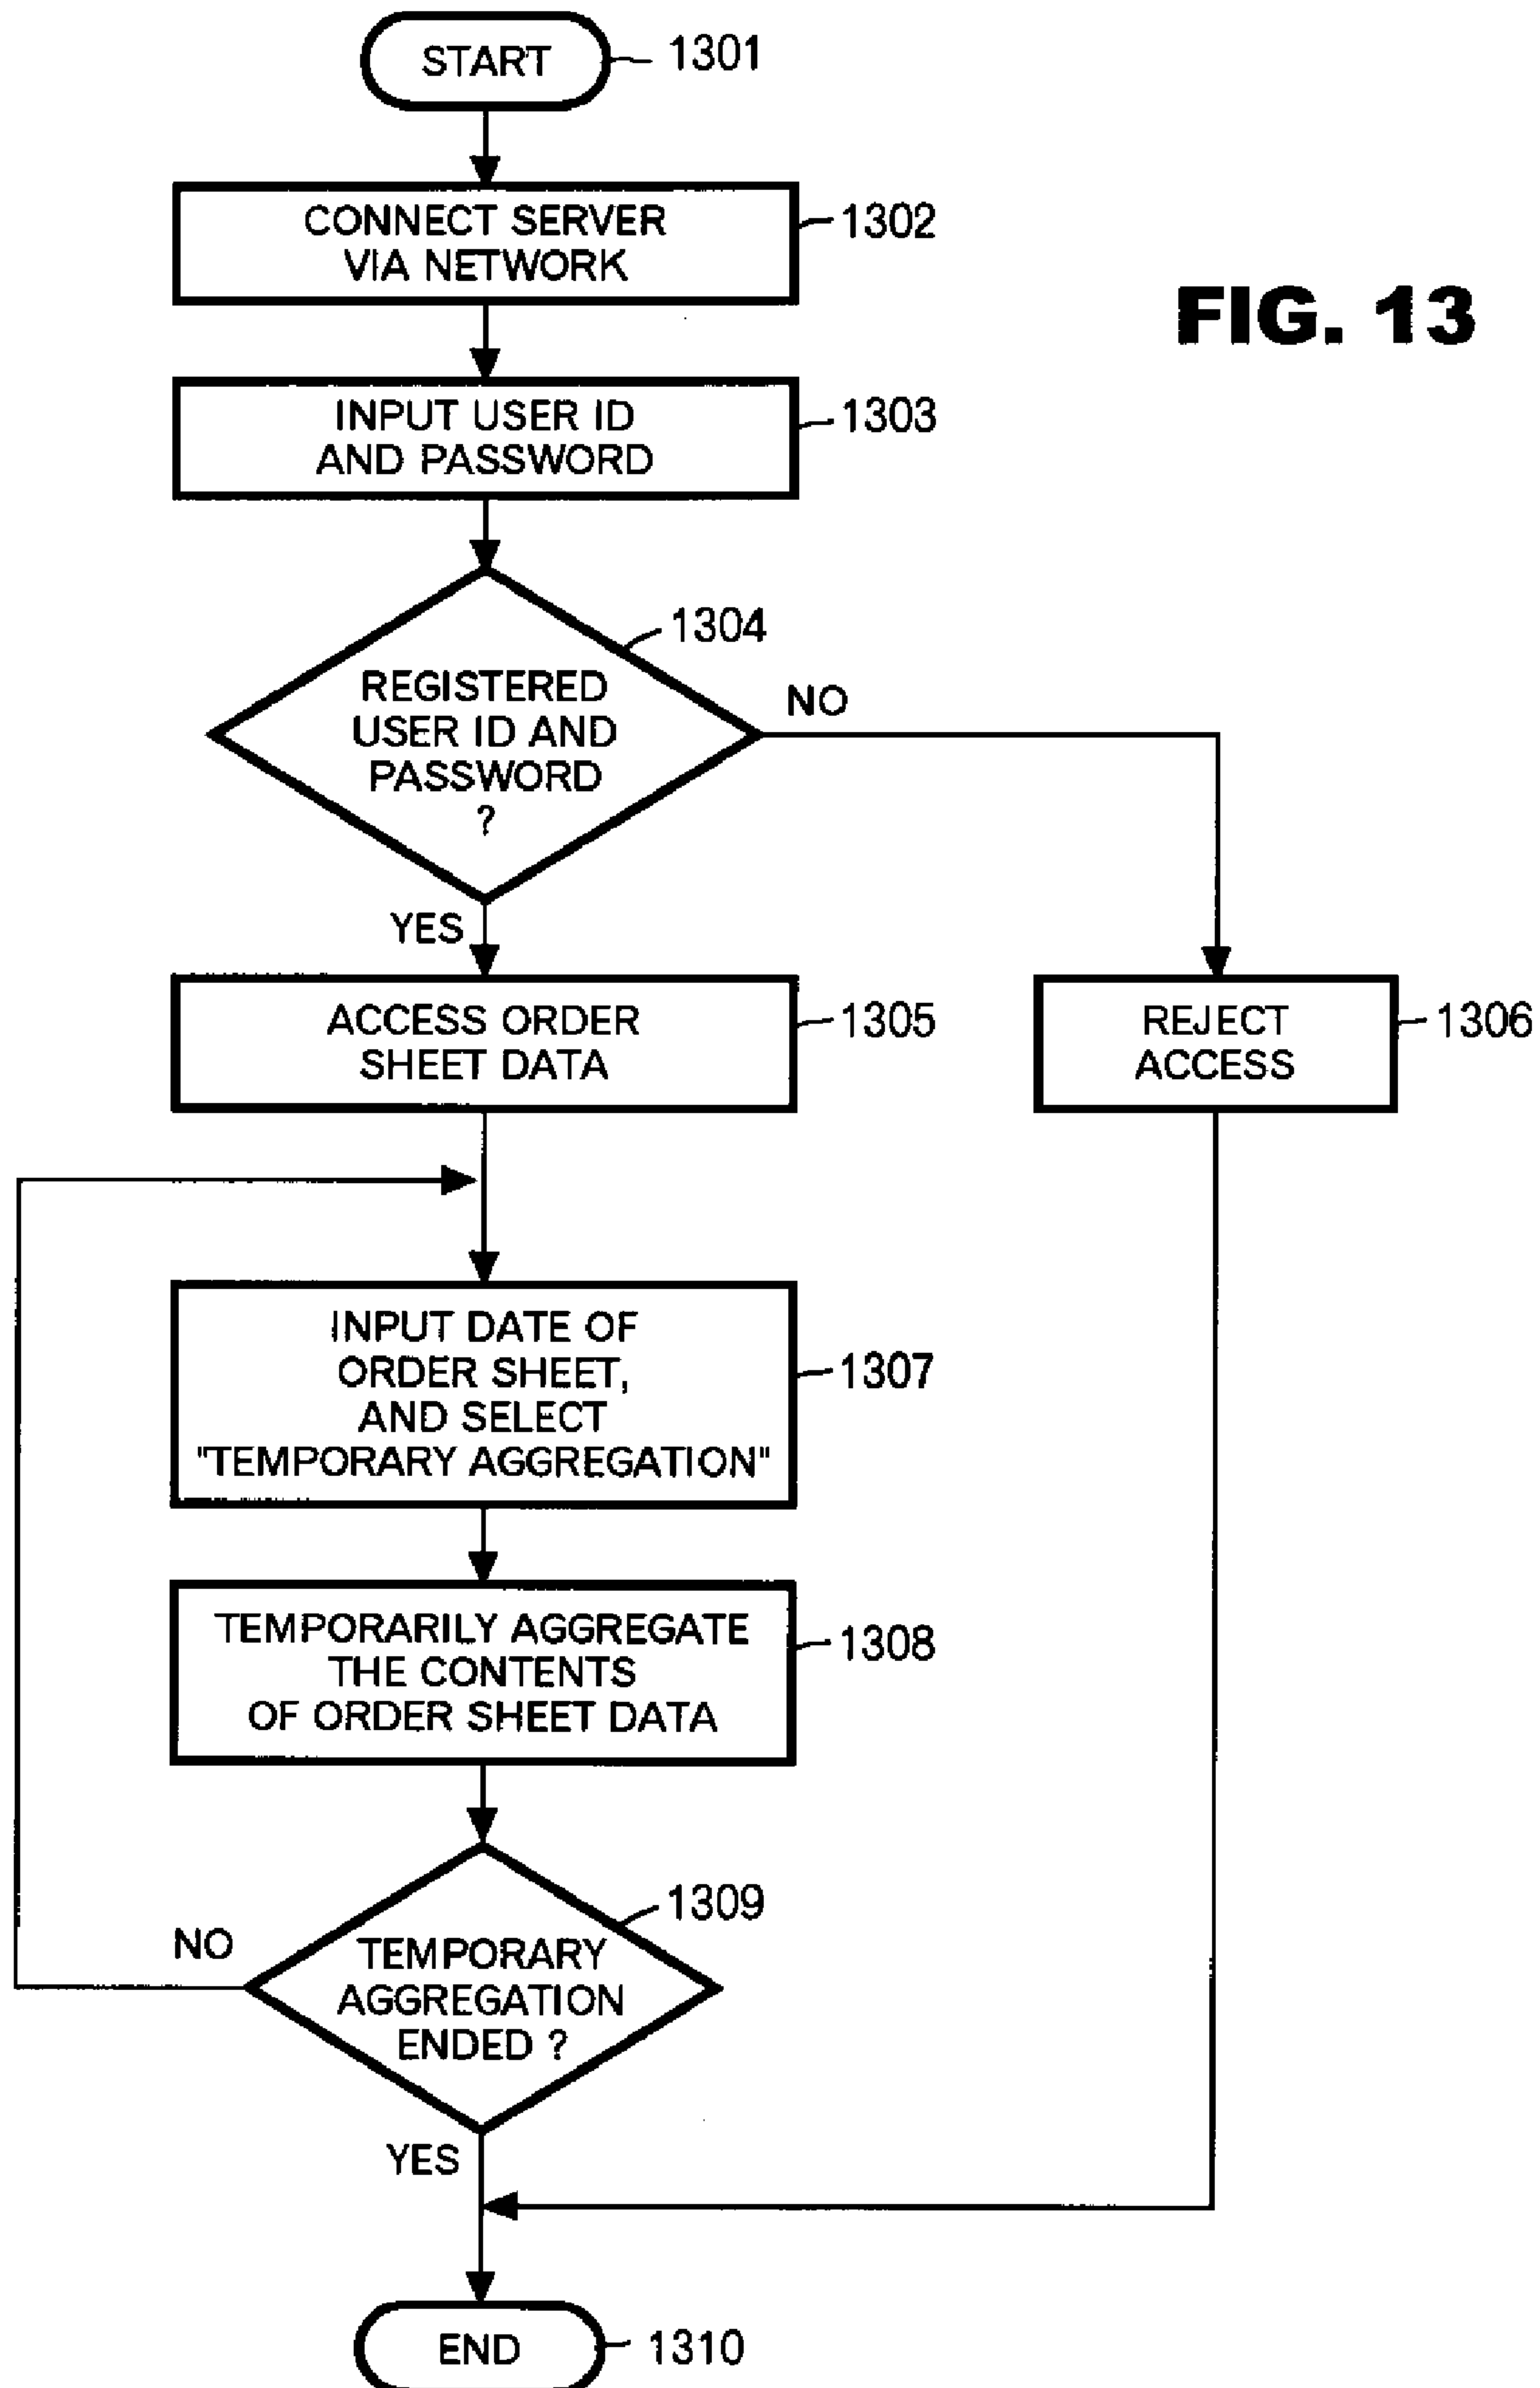 START
1301
CONNECT SERVER
VIA NETWORK
1302
FIG. 13
INPUT USER ID
AND PASSWORD
1303
1304
REGISTERED
USER ID AND
PASSWORD
?
NO
YES
ACCESS ORDER
SHEET DATA
1305
REJECT
ACCESS
1306
INPUT DATE OF
ORDER SHEET,
AND SELECT
"TEMPORARY AGGREGATION"
1307
TEMPORARILY AGGREGATE
THE CONTENTS
OF ORDER SHEET DATA
1308
1309
NO
TEMPORARY
AGGREGATION
ENDED ?
YES
END
1310